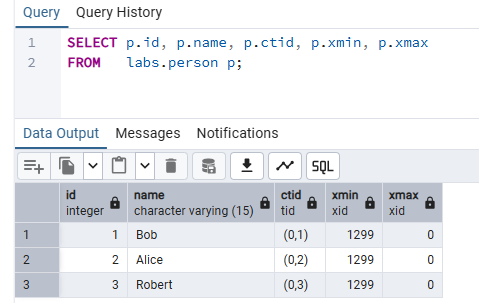 Query Query History
1 SELECT p.id, p.name, p.ctid, p.xmin, p.xmax
2 FROM labs.person p;
Data Output Messages Notifications
SQL
id name ctid xmin xmax
integer character varying (15) tid xid xid
1 1 Bob (0,1) 1299 0
2 2 Alice (0,2) 1299 0
3 3 Robert (0,3) 1299 0